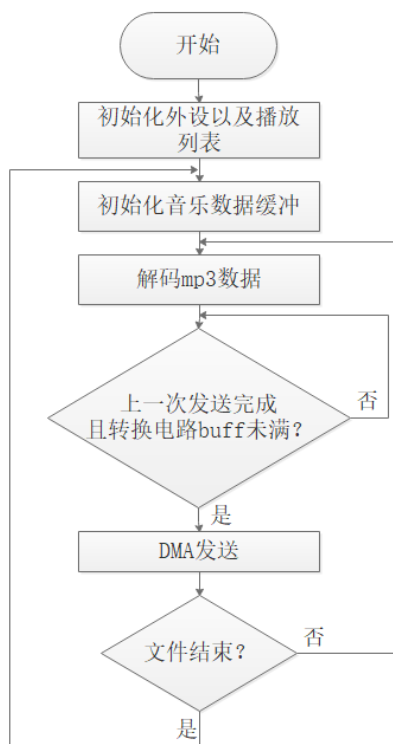 开始
初始化外设以及播放
列表
初始化音乐数据缓冲
解码mp3数据
上一次发送完成
且转换电路buff未满?
否
是
DMA发送
文件结束?
否
是